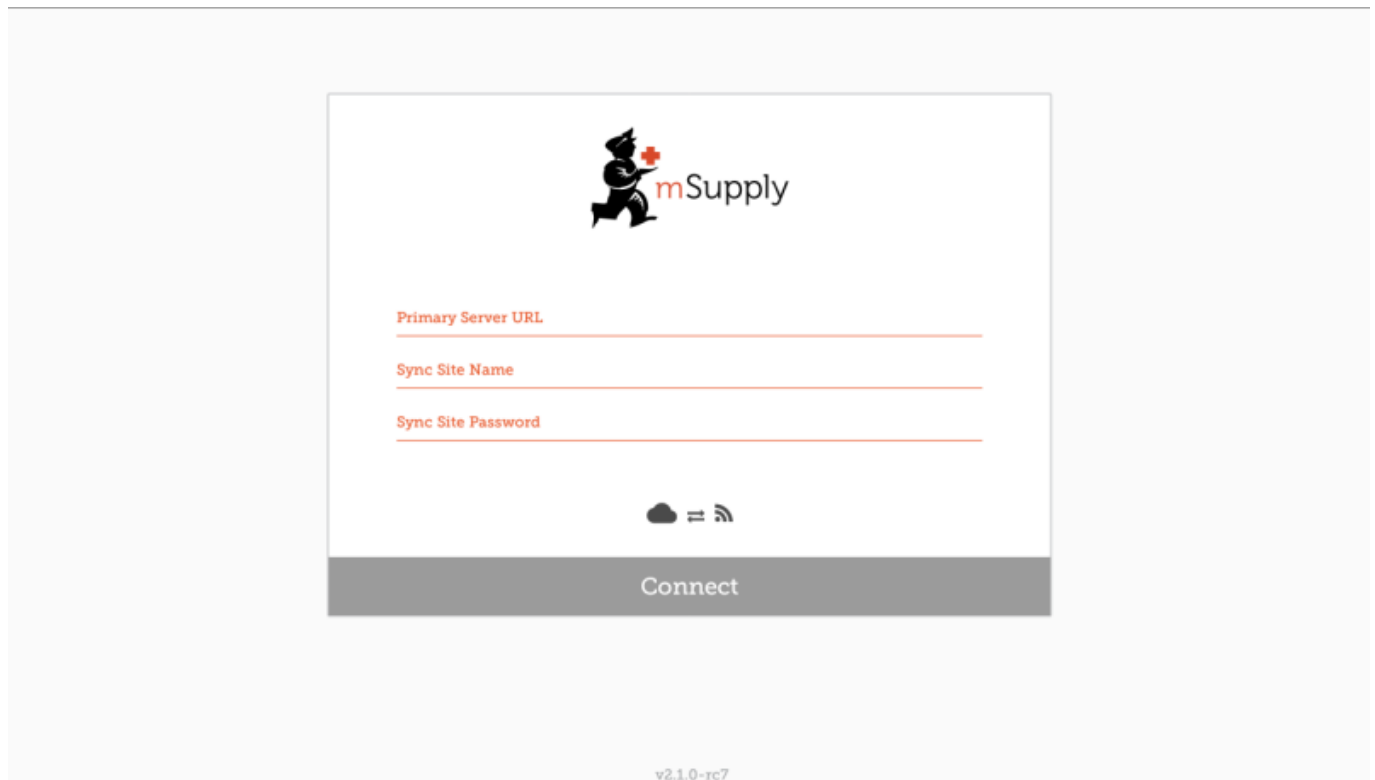 mSupply
Primary Server URL
Sync Site Name
Sync Site Password
Connect
v2.1.0-rc7